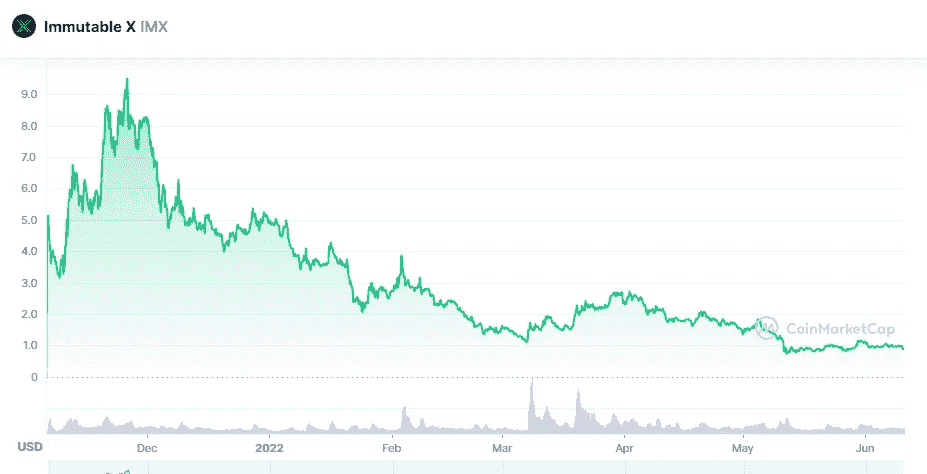 Immutable X IMX
9.0
8.0
7.0
6.0
5.0
4.0
3.0
2.0
1.0
0
CoinMarketCap
USD
Dec
2022
Feb
Mar
Apr
May
Jun